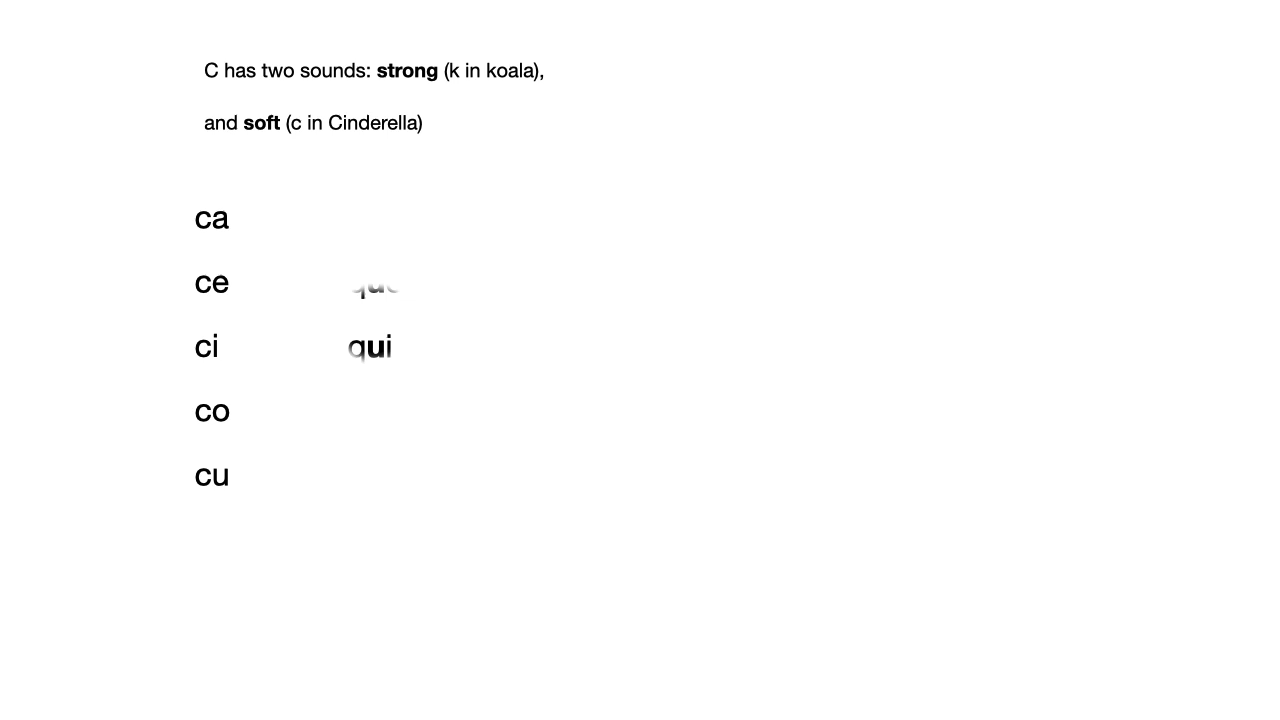 C has two sounds: strong (k in koala),
and soft (c in Cinderella)
ca
ce
ci qui
co
cu